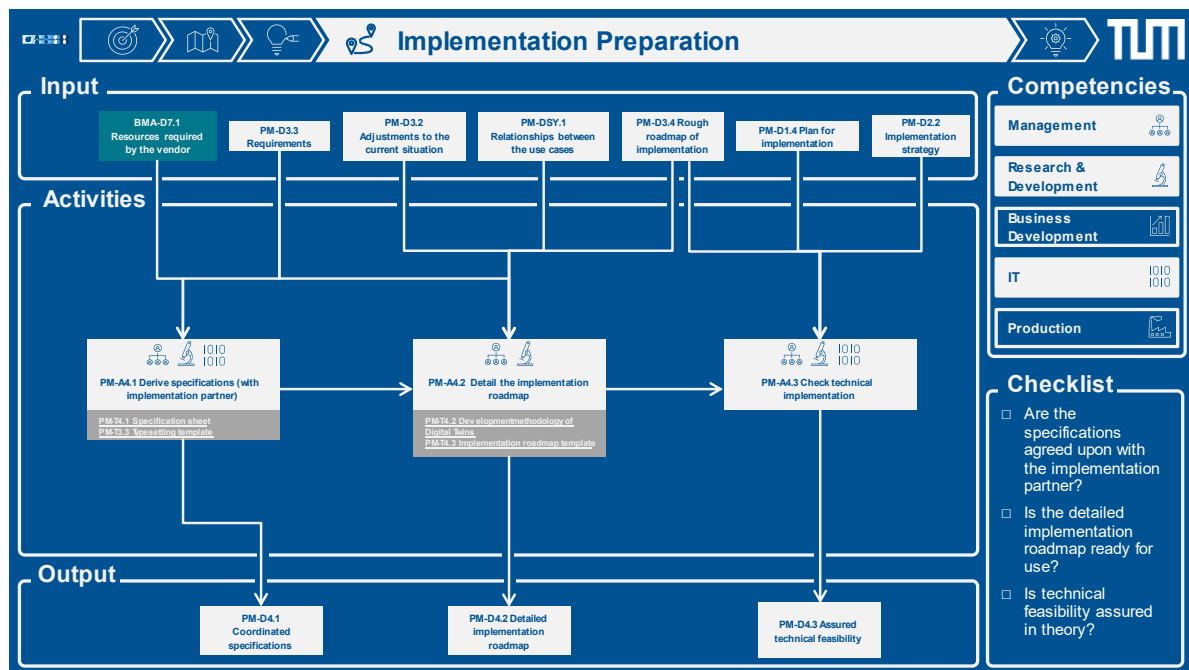 Implementation Preparation
TUM
Input
BMA-D7.1
Resources required
by the vendor
PM-D3.3
Requirements
PM-D3.2
Adjustments to the
current situation
PM-DSY.1
Relationships between
the use cases
PM-D3.4 Rough
roadmap of
implementation
PM-D1.4 Plan for
implementation
PM-D2.2
Implementation
strategy
Activities
1010
1010
PM-A4.1 Derive specifications (with
implementation partner)
PM-T4.1 Specification sheet
PM-T3.3 Typesetting template
PM-A4.2 Detail the implementation
roadmap
PM-T4.2 Developmentmethodology of
Digital Twins
PM-T4.3 Implementation roadmap template
1010
1010
PM-A4.3 Check technical
implementation
Output
PM-D4.1
Coordinated
specifications
PM-D4.2 Detailed
implementation
roadmap
PM-D4.3 Assured
technical feasibility
Competencies
Management
Research &
Development
Business
Development
IT
1010
1010
Production
Checklist
□ Are the
specifications
agreed upon with
the implementation
partner?
□ Is the detailed
implementation
roadmap ready for
use?
□ Is technical
feasibility assured
in theory?